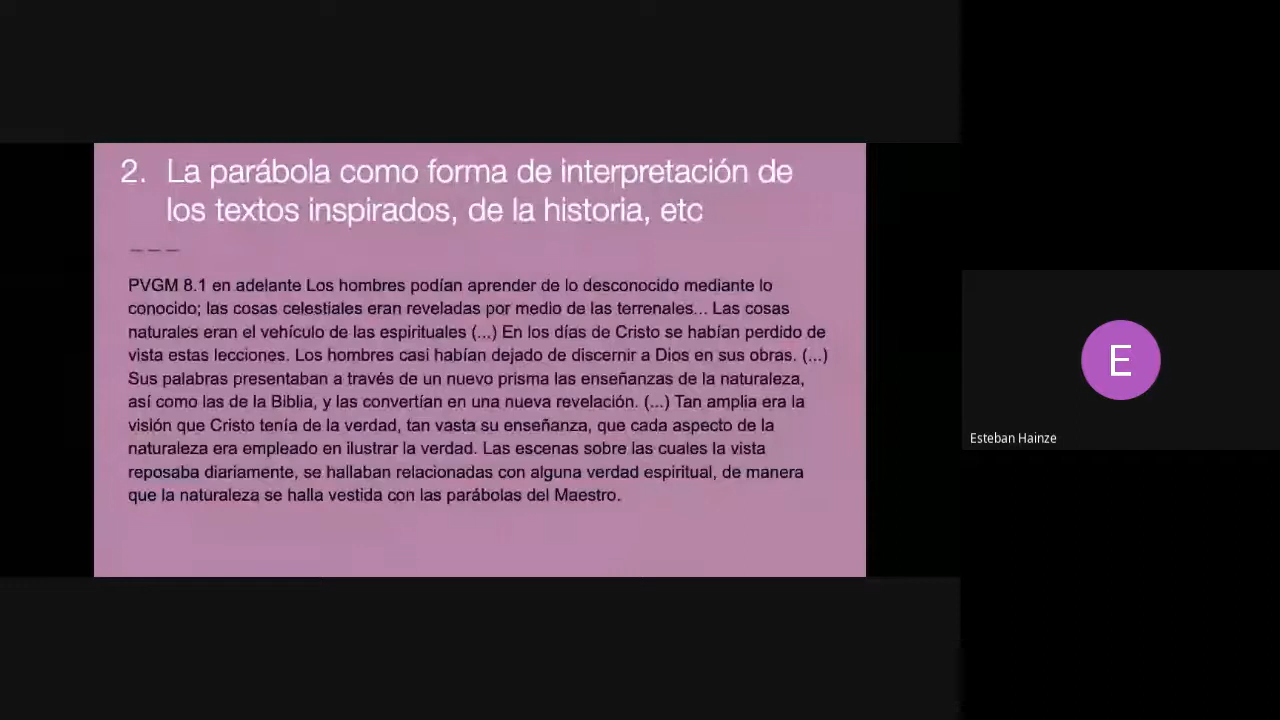 2. La parábola como forma de interpretación de
los textos inspirados, de la historia, etc
PVGM 8.1 en adelante Los hombres podían aprender de lo desconocido mediante lo
conocido; las cosas celestiales eran reveladas por medio de las terrenales... Las cosas
naturales eran el vehículo de las espirituales (...) En los días de Cristo se habían perdido de
vista estas lecciones. Los hombres casi habían dejado de discernir a Dios en sus obras. (...)
Sus palabras presentaban a través de un nuevo prisma las enseñanzas de la naturaleza,
así como las de la Biblia, y las convertían en una nueva revelación. (...) Tan amplia era la
visión que Cristo tenía de la verdad, tan vasta su enseñanza, que cada aspecto de la
naturaleza era empleado en ilustrar la verdad. Las escenas sobre las cuales la vista
reposaba diariamente, se hallaban relacionadas con alguna verdad espiritual, de manera
que la naturaleza se halla vestida con las parábolas del Maestro.
E
Esteban Hainze